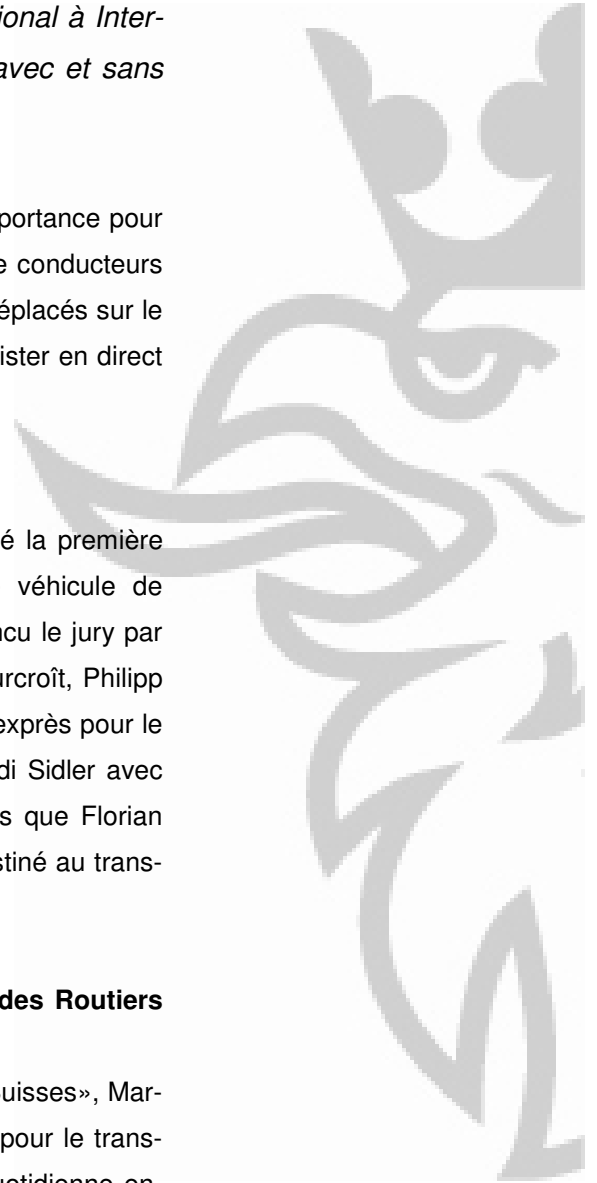 ional à Inter-
avec et sans
portance pour
e conducteurs
éplacés sur le
ister en direct
é la première
véhicule de
ncu le jury par
urcroît, Philipp
exprès pour le
di Sidler avec
s que Florian
stiné au trans-
des Routiers
uisses», Mar-
pour le trans-
uotidienne en-